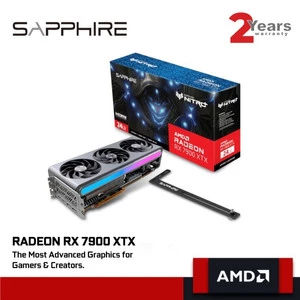 SAPPHIRE
2 Years
warranty
NITRO+
24GB
AMD
RADEON
RX 7900 XTX
RADEON RX 7900 XTX
The Most Advanced Graphics for
Gamers & Creators.
AMD